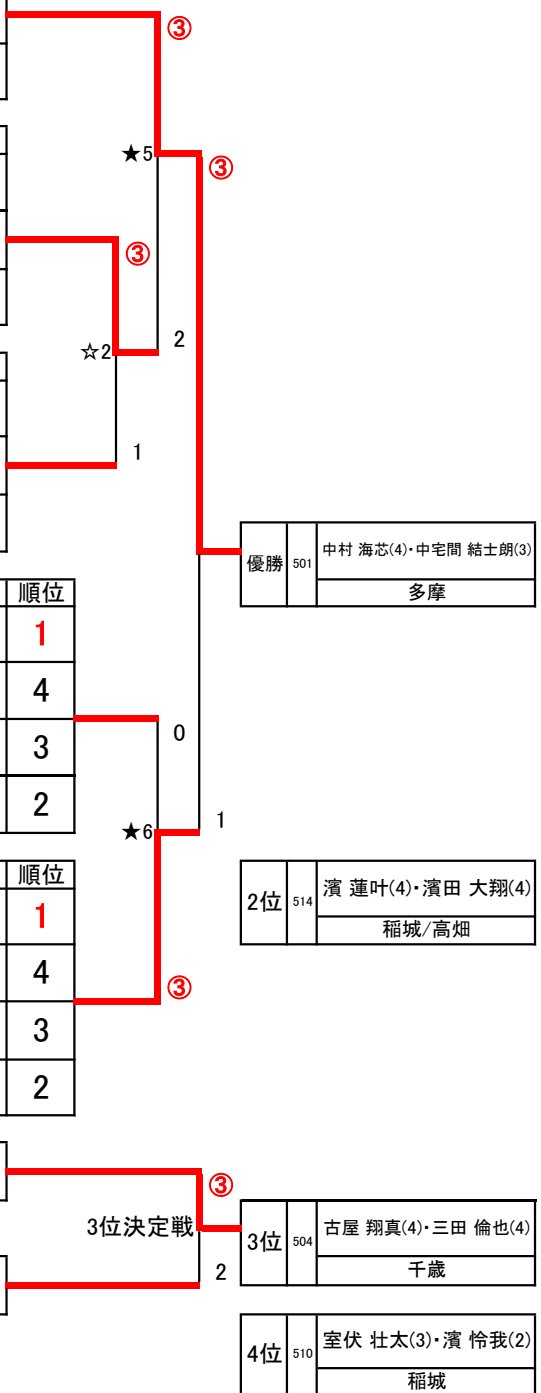 ③
★5
③
③
☆2
2
1
優勝 501 中村 海芯(4)・中宅間 結士朗(3)
多摩
順位
1
4
0
3
2
★6
1
順位
1
2位 514 濱 蓮叶(4)・濱田 大翔(4)
稲城/高畑
4
③
3
2
③
3位決定戦
3位 504 古屋 翔真(4)・三田 倫也(4)
千歳
2
4位 510 室伏 壮太(3)・濱 怜我(2)
稲城